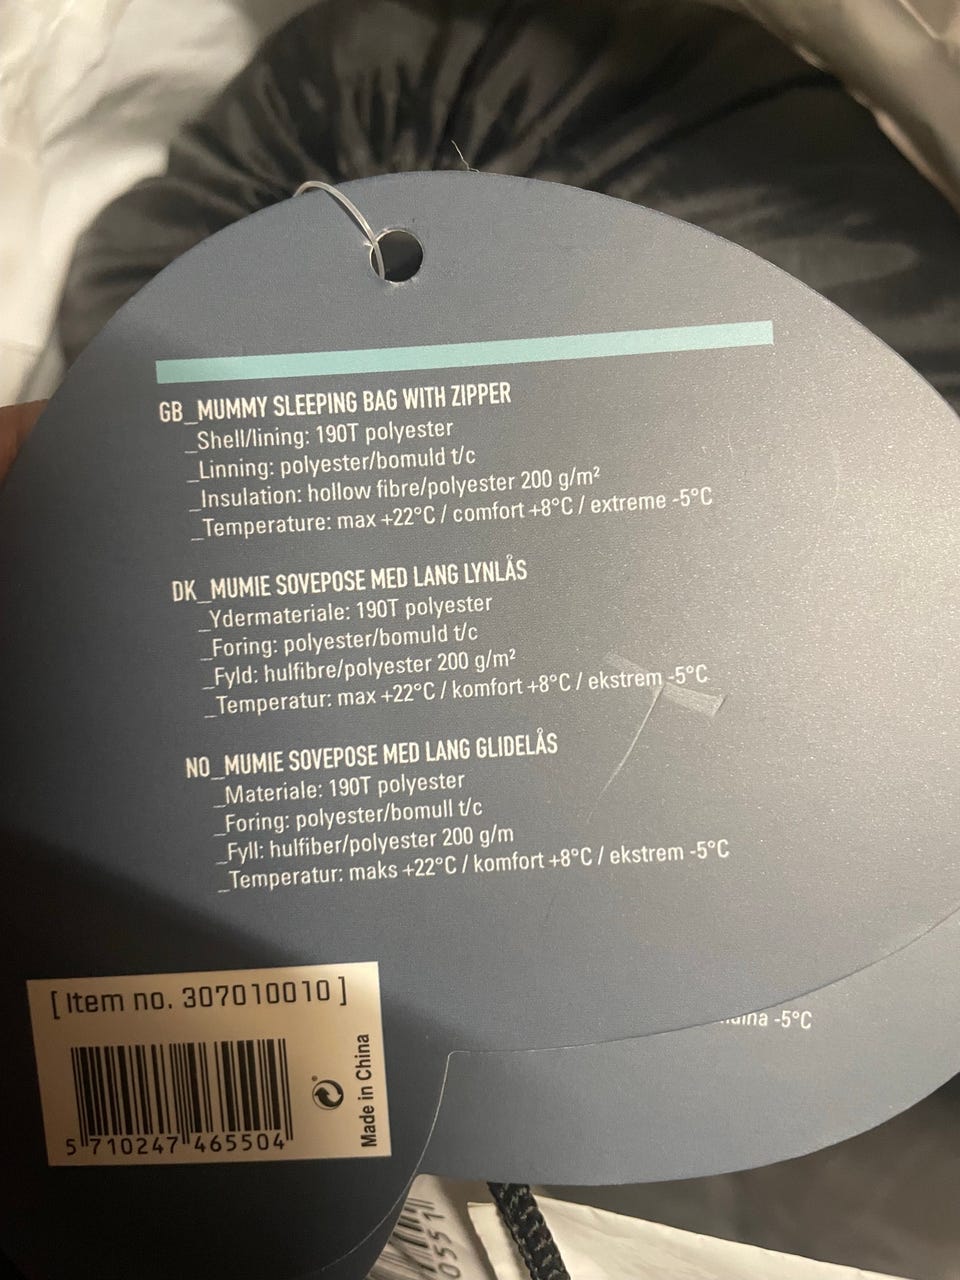 GB_MUMMY SLEEPING BAG WITH ZIPPER
_Shell/lining: 190T polyester
_Linning: polyester/bomuld t/c
_Insulation: hollow fibre/polyester 200 g/m²
_Temperature: max +22°C / comfort +8°C / extreme -5°C
DK_MUMIE SOVEPOSE MED LANG LYNLÅS
_Ydermateriale: 190T polyester
_Foring: polyester/bomuld t/c
_Fyld: hulfibre/polyester 200 g/m²
_Temperatur: max +22°C / komfort +8°C / ekstrem -5°C
NO_MUMIE SOVEPOSE MED LANG GLIDELÅS
_Materiale: 190T polyester
_Foring: polyester/bomull t/c
_Fyll: hulfiber/polyester 200 g/m
_Temperatur: maks +22°C / komfort +8°C / ekstrem -5°C
[ Item no. 307010010 ]
5 710247 465504
Made in China
-5°C
0551